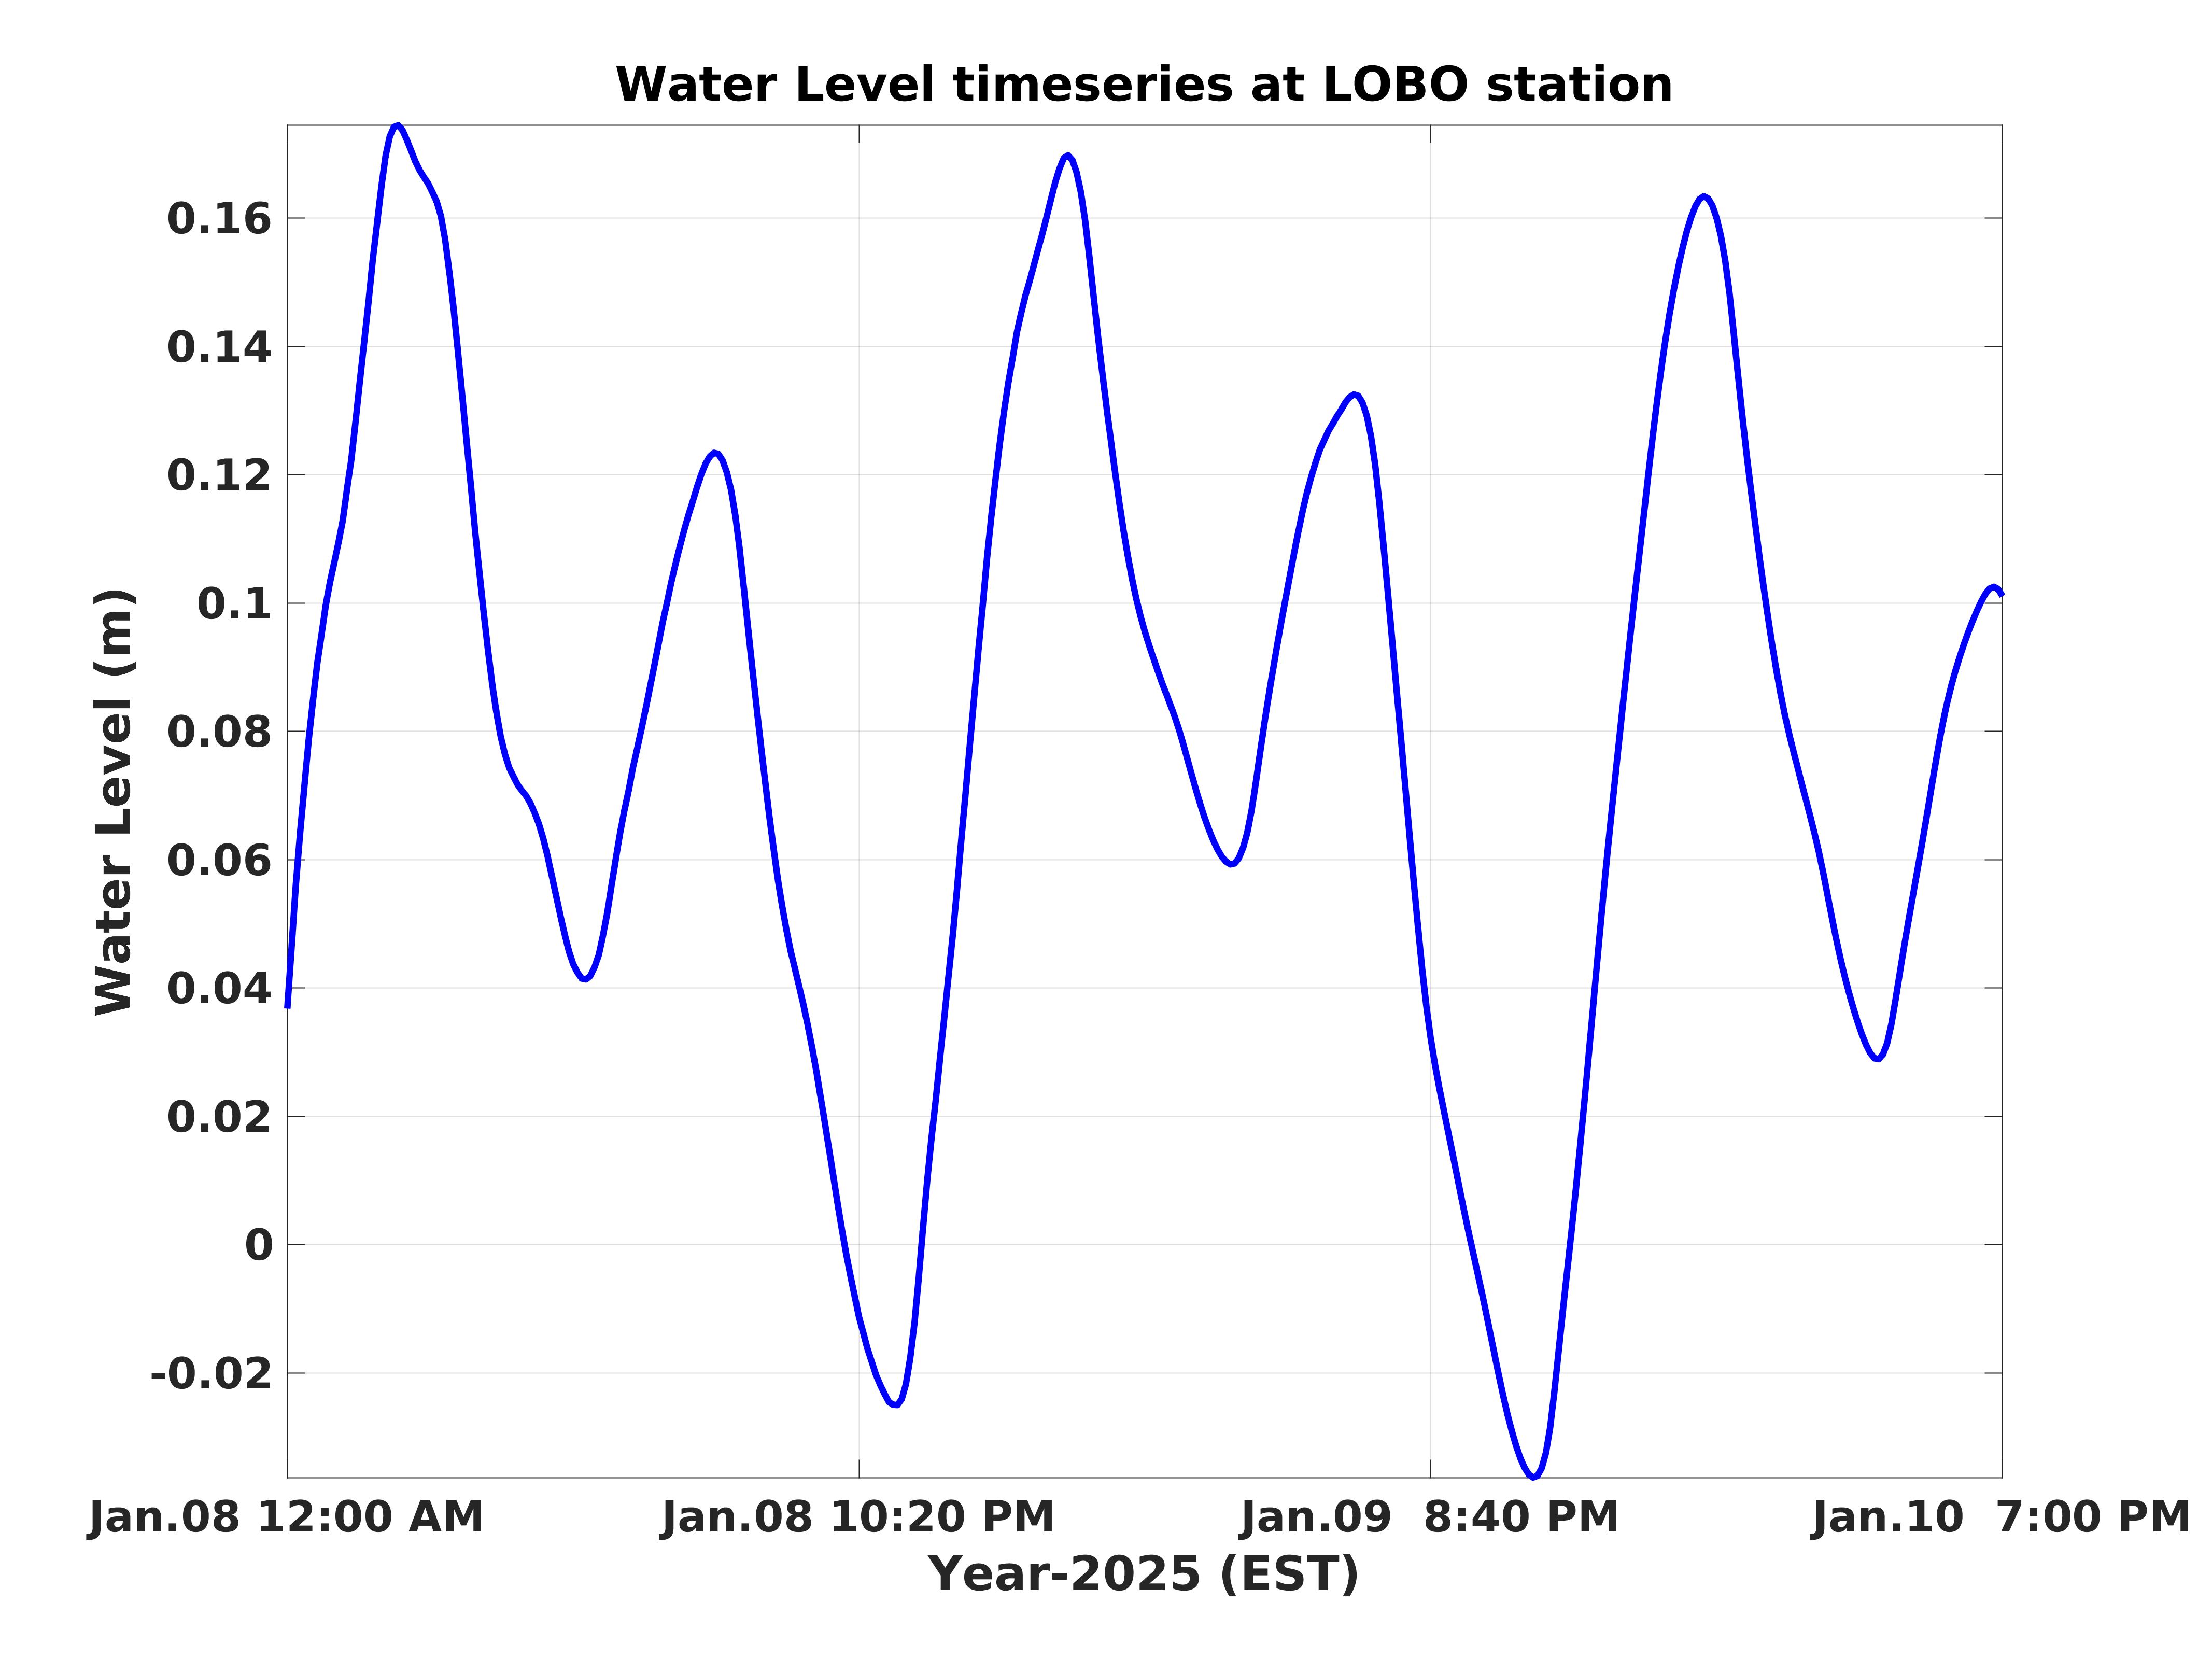 Water Level timeseries at LOBO station
Water Level (m)
0.16
0.14
0.12
0.1
0.08
0.06
0.04
0.02
0
-0.02
Jan.08 12:00 AM Jan.08 10:20 PM Jan.09 8:40 PM Jan.10 7:00 PM
Year-2025 (EST)